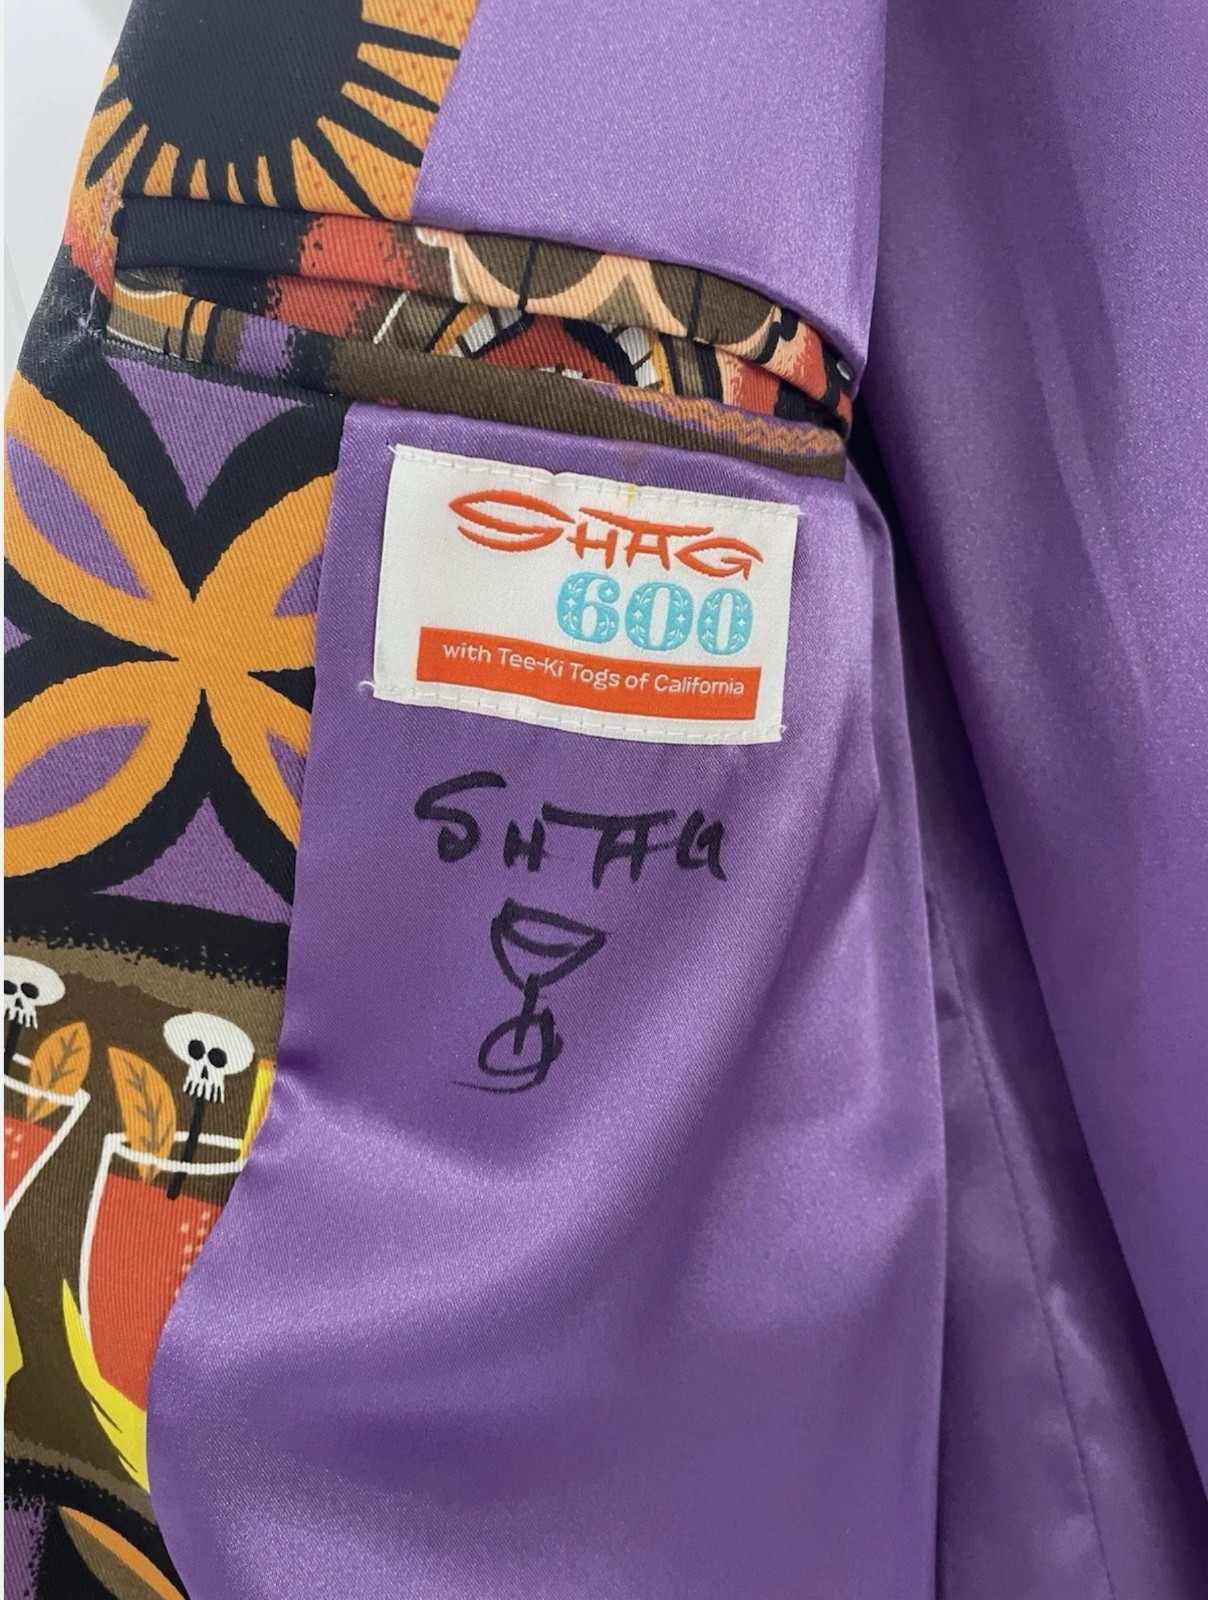 SHAG
600
with Tee-Ki Togs of California
SHAG